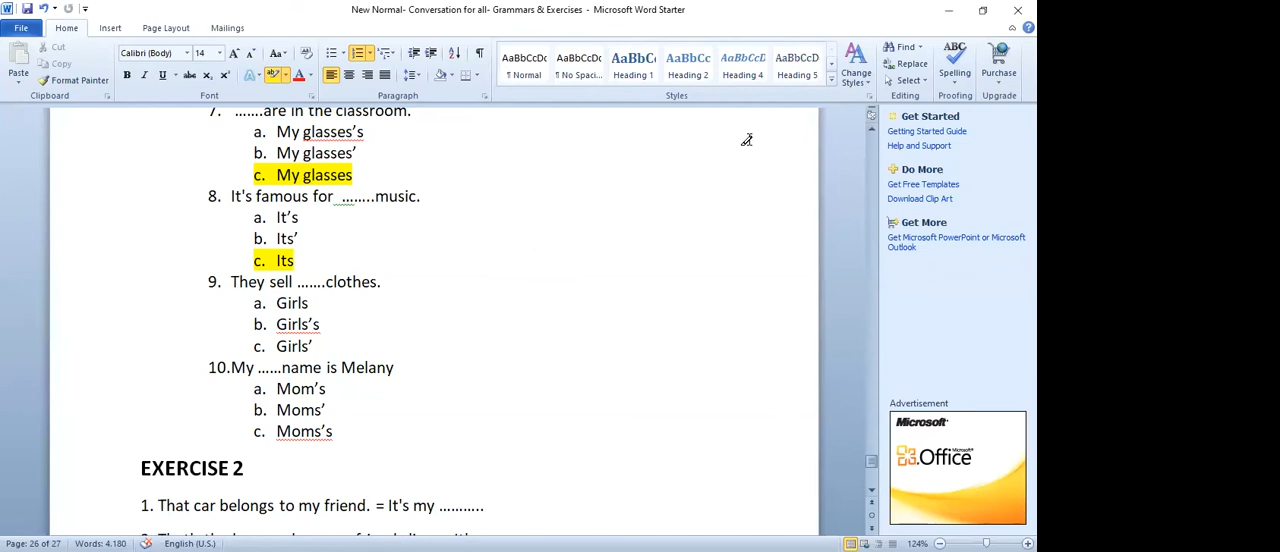 New Normal- Conversation for all- Grammars & Exercises - Microsoft Word Starter
File Home Insert Page Layout Mailings
Paste
Cut
Copy
Format Painter
Calibri (Body) 14
Clipboard Font Paragraph Styles Editing Proofing Upgrade
AaBbCcDc AaBbCcDc AaBbC AaBbCc AaBbCcD AaBbCcD
¶ Normal ¶ No Spaci... Heading 1 Heading 2 Heading 4 Heading 5
Change Styles
Find
Replace
Select
Spelling
Purchase
7. …….are in the classroom.
a. My glasses’s
b. My glasses’
c. My glasses
8. It's famous for ……..music.
a. It’s
b. Its’
c. Its
9. They sell …….clothes.
a. Girls
b. Girls’s
c. Girls’
10.My ……name is Melany
a. Mom’s
b. Moms’
c. Moms’s
EXERCISE 2
1. That car belongs to my friend. = It's my ………..
Get Started
Getting Started Guide
Help and Support
Do More
Get Free Templates
Download Clip Art
Get More
Get Microsoft PowerPoint or Microsoft
Outlook
Advertisement
Microsoft
Microsoft
Office
Page: 26 of 27 Words: 4.180 English (U.S.) 124%